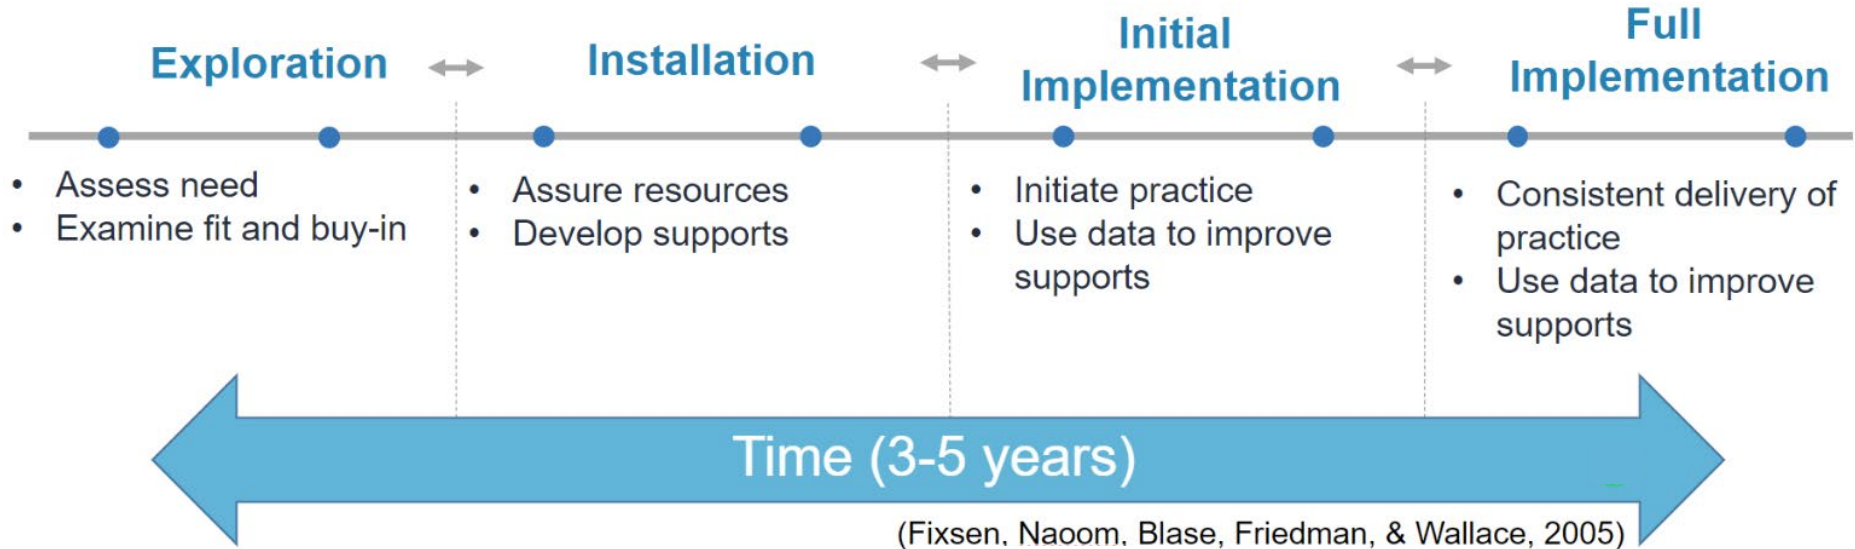 Exploration
Installation
Initial
Implementation
Full
Implementation
• Assess need
• Examine fit and buy-in
• Assure resources
• Develop supports
• Initiate practice
• Use data to improve
supports
• Consistent delivery of
practice
• Use data to improve
supports
Time (3-5 years)
(Fixsen, Naoom, Blase, Friedman, & Wallace, 2005)